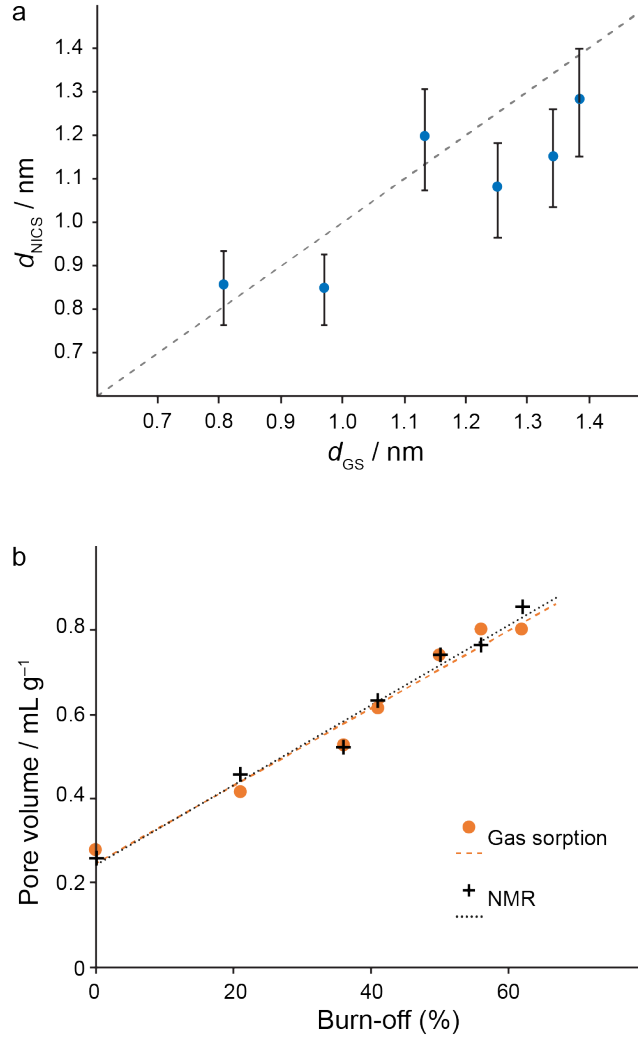 a
1.4
1.3
1.2
1.1
1.0
0.9
0.8
0.7
d_NICS / nm
0.7 0.8 0.9 1.0 1.1 1.2 1.3 1.4
d_GS / nm
b
0.8
0.6
0.4
0.2
0
Pore volume / mL g⁻¹
Gas sorption
NMR
0 20 40 60
Burn-off (%)